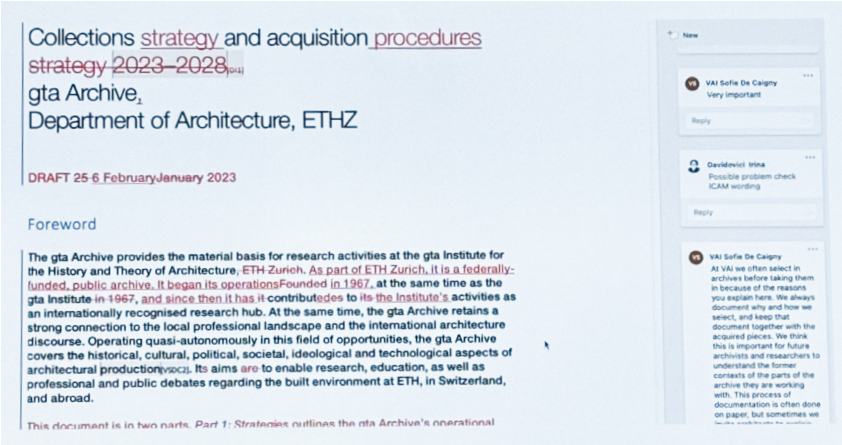 Collections strategy and acquisition procedures
strategy 2023–2028,[DI1]
gta Archive,
Department of Architecture, ETHZ
DRAFT 25 6 FebruaryJanuary 2023
Foreword
The gta Archive provides the material basis for research activities at the gta Institute for
the History and Theory of Architecture, ETH Zurich. As part of ETH Zurich, it is a federally-
funded, public archive. It began its operationsFounded in 1967, at the same time as the
gta Institute in 1967, and since then it has it contributedes to its the Institute's activities as
an internationally recognised research hub. At the same time, the gta Archive retains a
strong connection to the local professional landscape and the international architecture
discourse. Operating quasi-autonomously in this field of opportunities, the gta Archive
covers the historical, cultural, political, societal, ideological and technological aspects of
architectural production[VSDC2]. Its aims are to enable research, education, as well as
professional and public debates regarding the built environment at ETH, in Switzerland,
and abroad.
This document is in two parts. Part 1: Strategies outlines the gta Archive's operational
New
VS
VAI Sofie De Caigny
Very important
Reply
Davidovici Irina
Possible problem check
ICAM wording
Reply
VS
VAI Sofie De Caigny
At VAi we often select in
archives before taking them
in because of the reasons
you explain here. We always
document why and how we
select, and keep that
document together with the
acquired pieces. We think
this is important for future
archivists and researchers to
understand the former
contexts of the parts of the
archive they are working
with. This process of
documentation is often done
on paper, but sometimes we